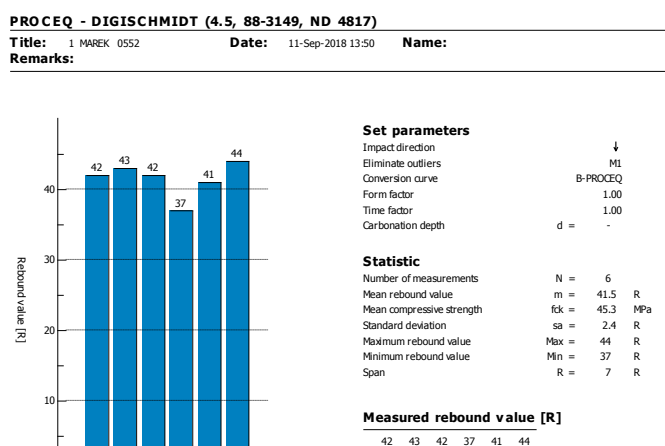 PROCEQ - DIGISCHMIDT (4.5, 88-3149, ND 4817)
Title: 1 MAREK 0552 Date: 11-Sep-2018 13:50 Name:
Remarks:
42 43 42 37 41 44
40
30
20
10
Rebound value [R]
Set parameters
Impact direction ↓
Eliminate outliers M1
Conversion curve B-PROCEQ
Form factor 1.00
Time factor 1.00
Carbonation depth d = -
Statistic
Number of measurements N = 6
Mean rebound value m = 41.5 R
Mean compressive strength fck = 45.3 MPa
Standard deviation sa = 2.4 R
Maximum rebound value Max = 44 R
Minimum rebound value Min = 37 R
Span R = 7 R
Measured rebound value [R]
42 43 42 37 41 44